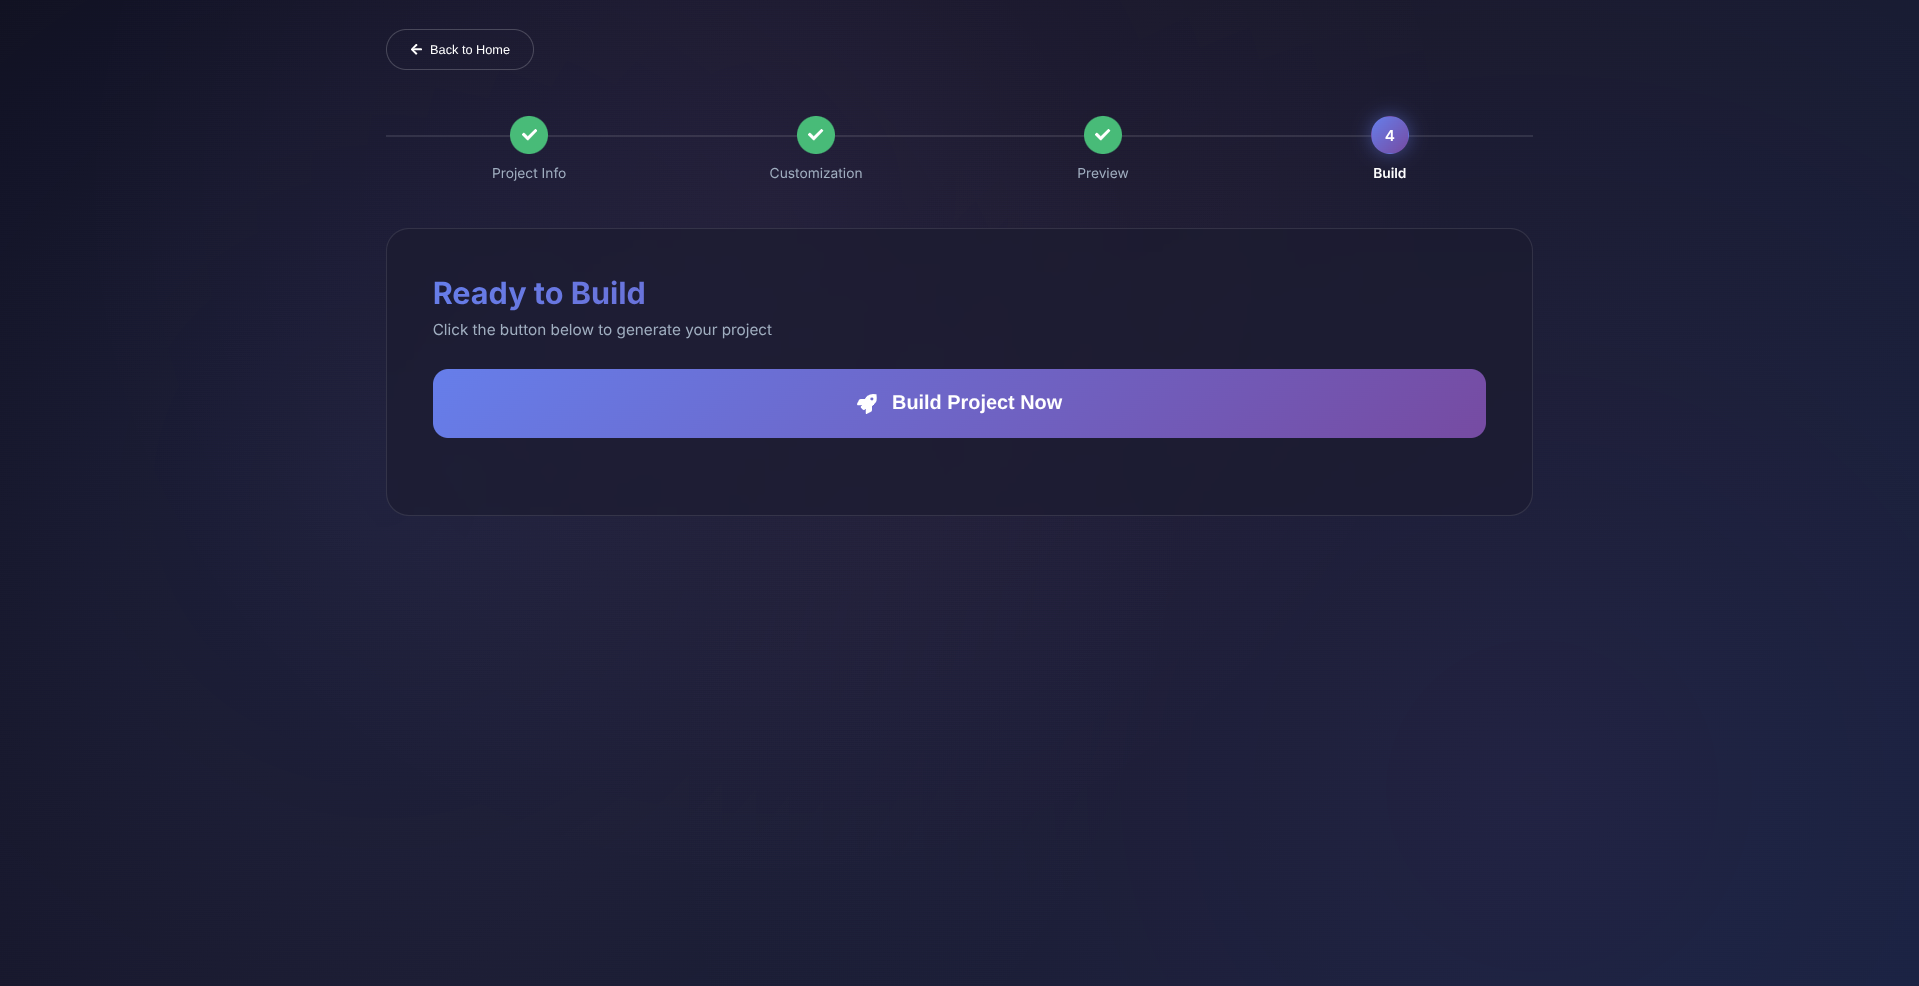 Back to Home
Project Info
Customization
Preview
4
Build
Ready to Build
Click the button below to generate your project
Build Project Now